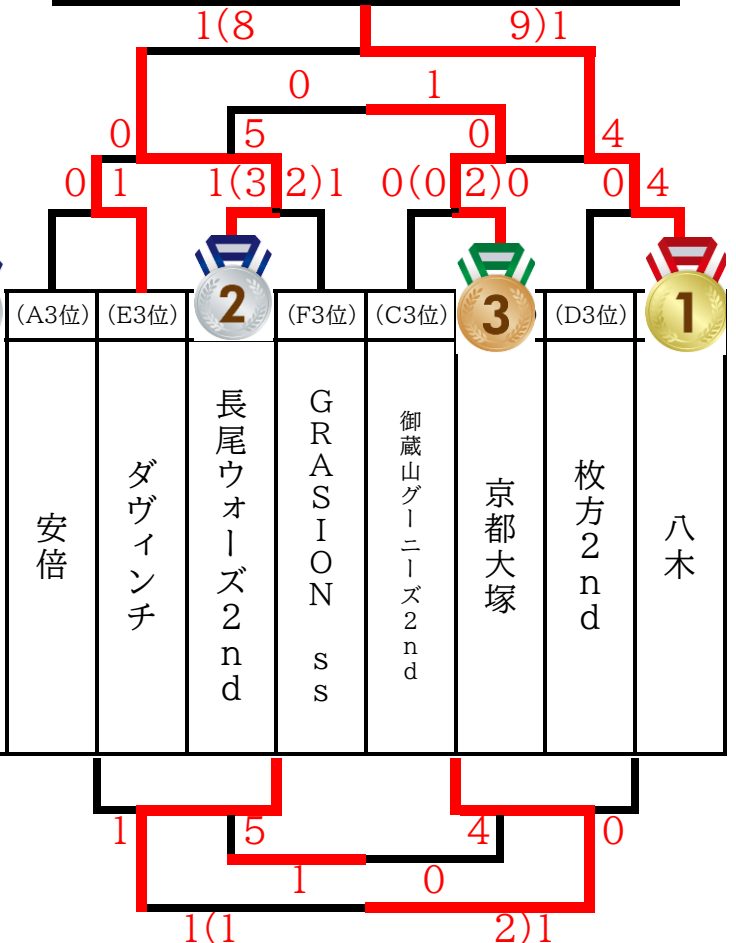 1(8 9)1
0 1
0 5 0 4
0 1 1(3 2)1 0(0 2)0 0 4
2 3 1
(A3位) (E3位) (F3位) (C3位) (D3位)
安倍
ダヴィンチ
長尾ウォーズ2nd
GRASION ss
御蔵山グーニーズ2nd
京都大塚
枚方2nd
八木
1 5 4 0
1 0
1(1 2)1